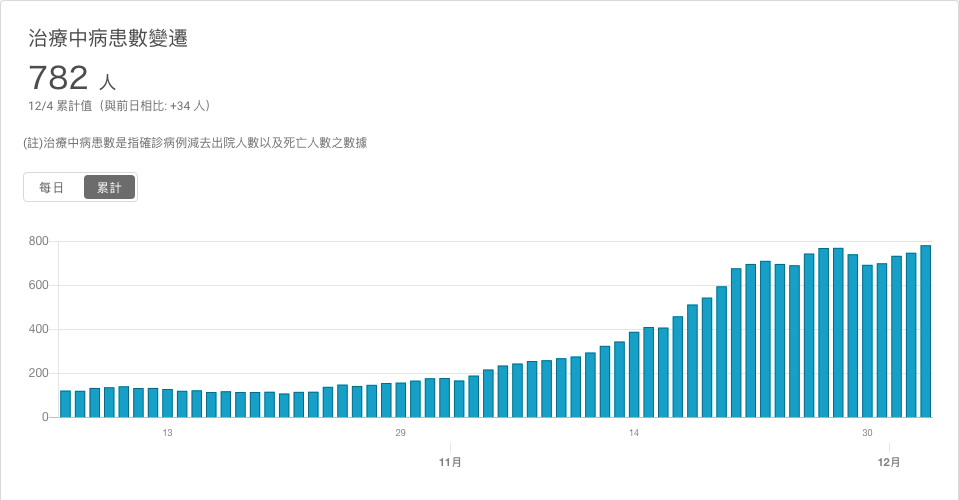 治療中病患數變遷
782 人
12/4 累計值（與前日相比: +34 人）
(註)治療中病患數是指確診病例減去出院人數以及死亡人數之數據
每日 累計
800
600
400
200
0
13 29 14 30
11月 12月